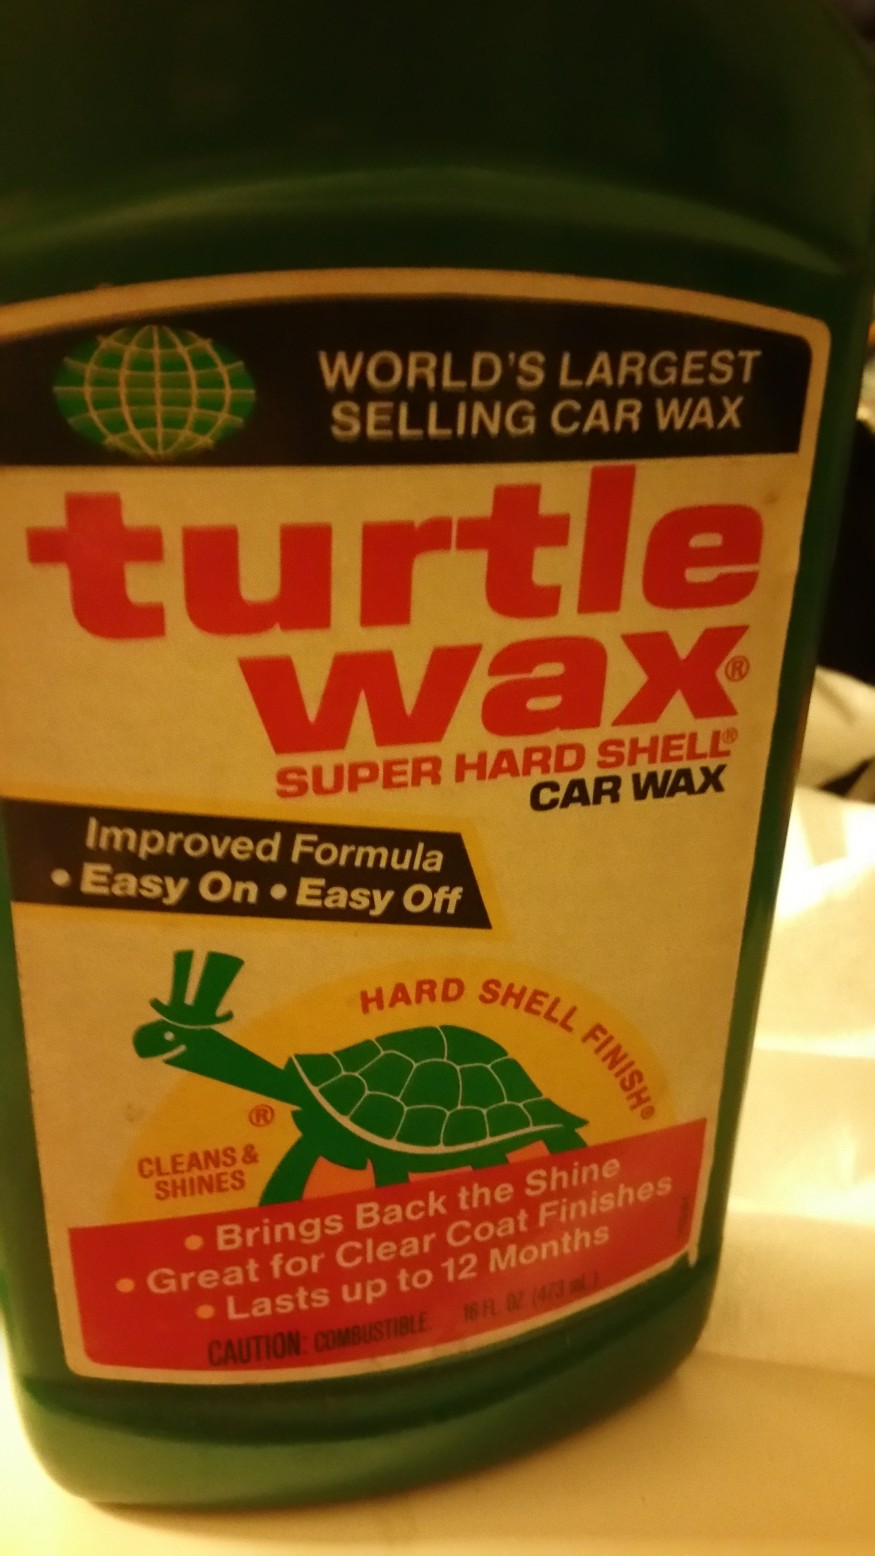 WORLD'S LARGEST
SELLING CAR WAX
turtle
wax®
SUPER HARD SHELL®
CAR WAX
Improved Formula
• Easy On • Easy Off
HARD SHELL FINISH®
®
CLEANS &
SHINES
• Brings Back the Shine
• Great for Clear Coat Finishes
• Lasts up to 12 Months
CAUTION: COMBUSTIBLE 16 FL. OZ. (473 mL)